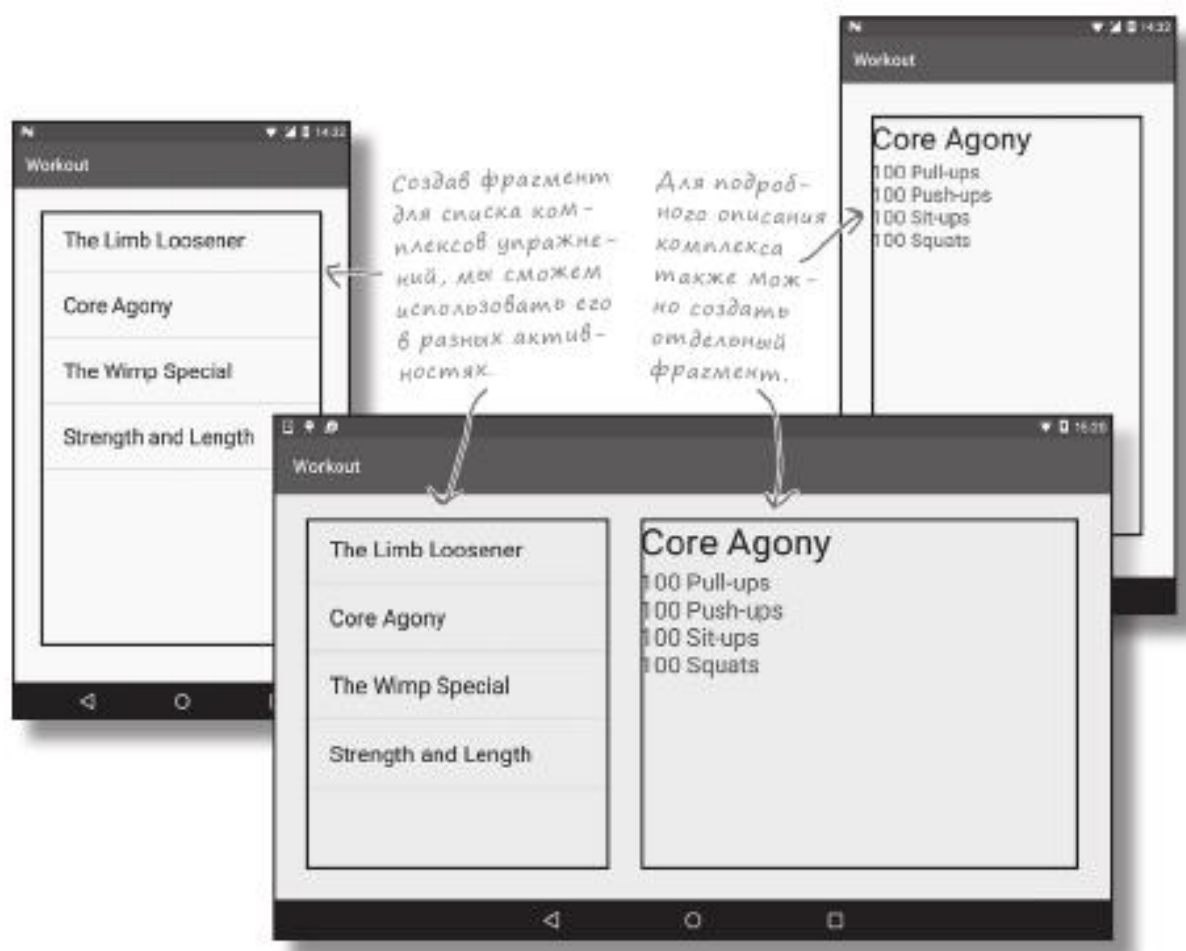 14:32
Workout
The Limb Loosener
Core Agony
The Wimp Special
Strength and Length
Создав фрагмент
для списка ком-
плексов упражне-
ний, мы сможем
использовать его
в разных актив-
ностях.
Для подроб-
ного описания
комплекса
также мож-
но создать
отдельный
фрагмент.
14:32
Workout
Core Agony
100 Pull-ups
100 Push-ups
100 Sit-ups
100 Squats
Workout
The Limb Loosener
Core Agony
The Wimp Special
Strength and Length
Core Agony
100 Pull-ups
100 Push-ups
100 Sit-ups
100 Squats